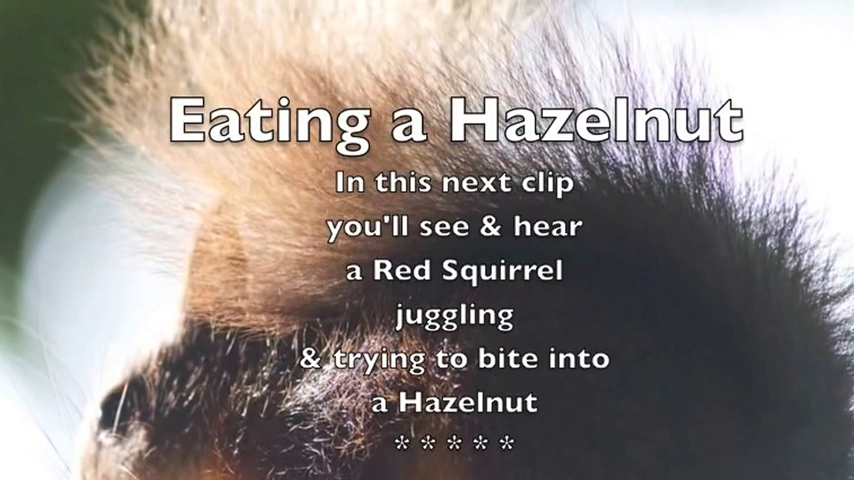 Eating a Hazelnut
In this next clip
you'll see & hear
a Red Squirrel
juggling
& trying to bite into
a Hazelnut
* * * * *